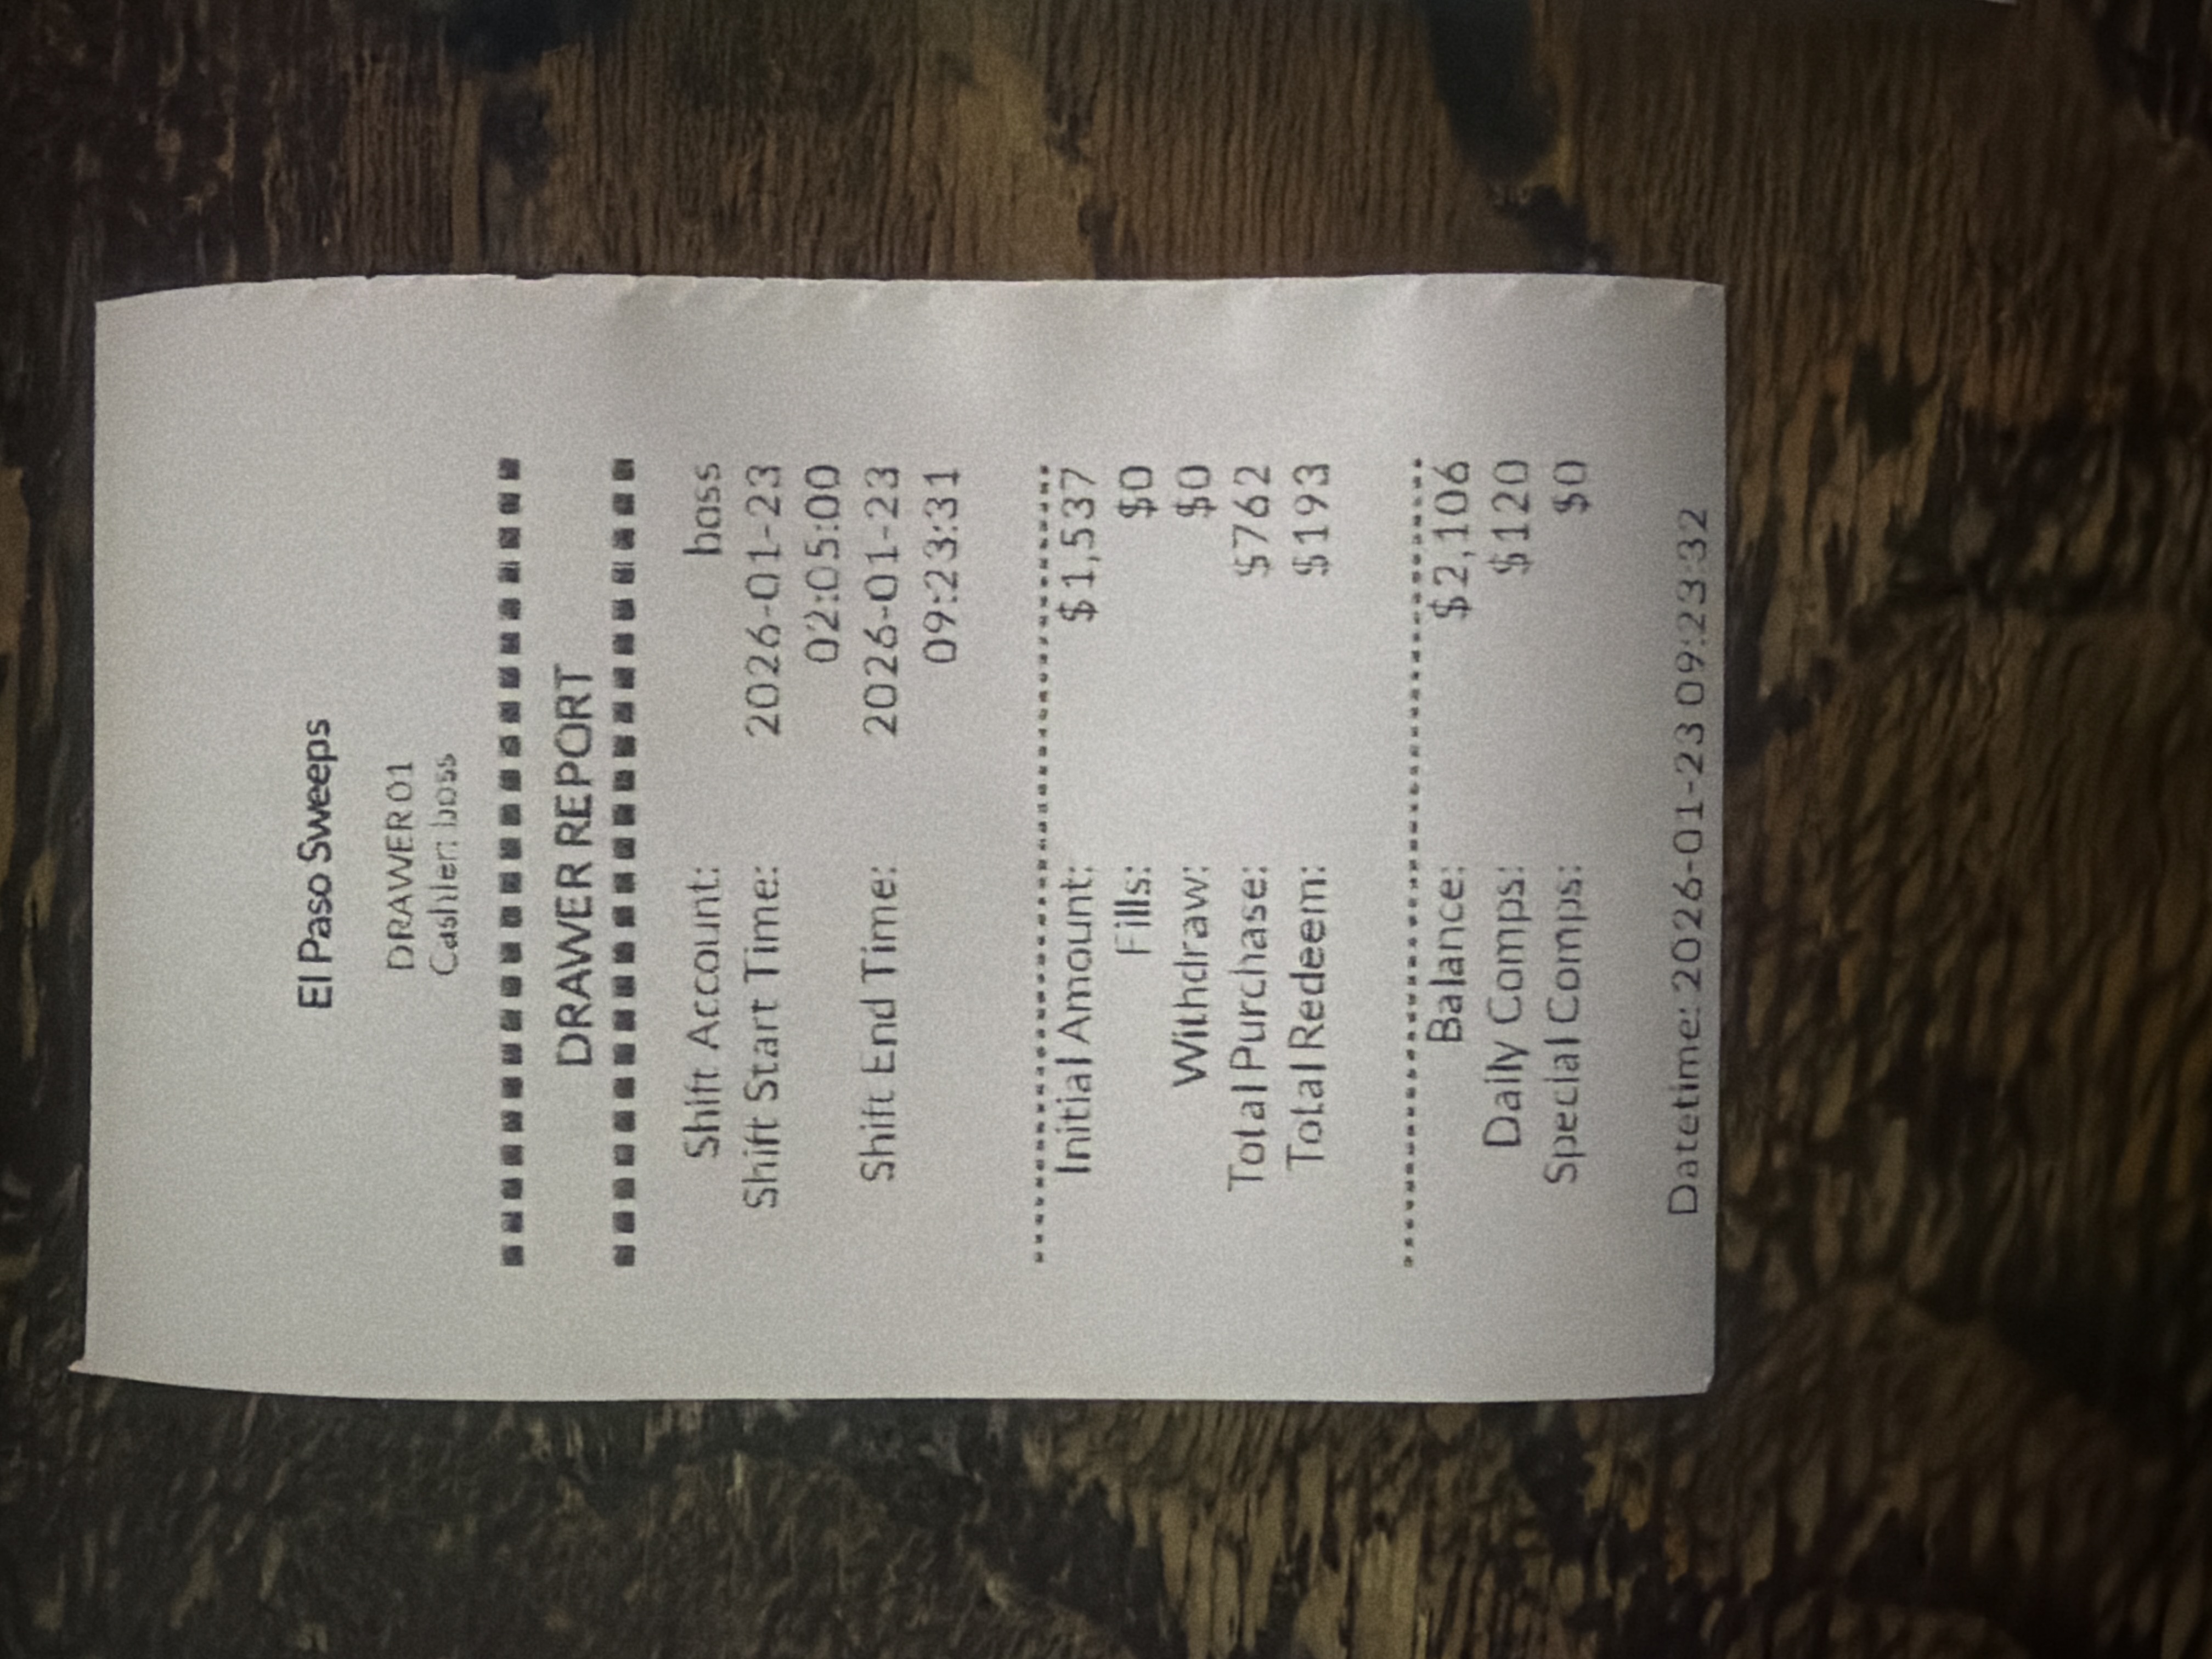 El Paso Sweeps
DRAWER 01
Cashier: boss
DRAWER REPORT
Shift Account: boss
Shift Start Time: 2026-01-23
02:05:00
Shift End Time: 2026-01-23
09:23:31
Initial Amount: $1,537
Fills: $0
Withdraw: $0
Total Purchase: $762
Total Redeem: $193
Balance: $2,106
Daily Comps: $120
Special Comps: $0
Datetime: 2026-01-23 09:23:32